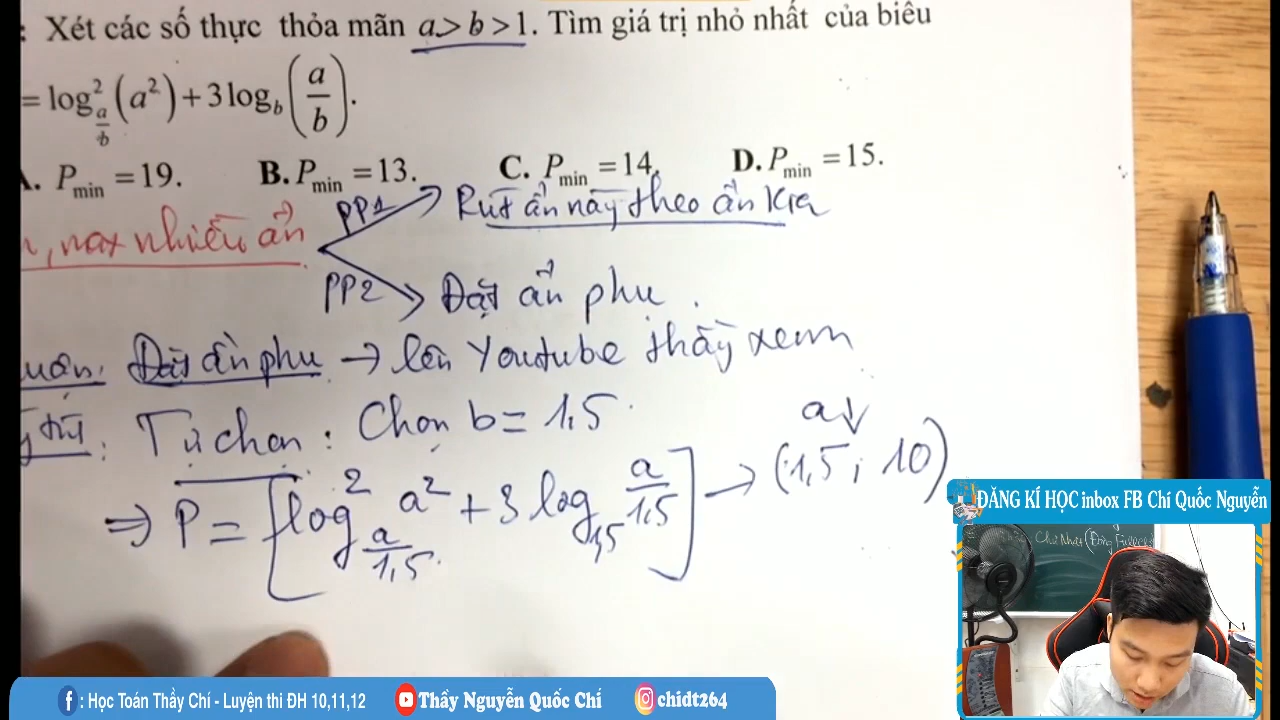 : Xét các số thực thỏa mãn a > b > 1. Tìm giá trị nhỏ nhất của biểu
= log²_{a/b}(a²) + 3log_b(a/b).
A. P_min = 19. B. P_min = 13. C. P_min = 14. D. P_min = 15.
PP1 → Rút ẩn này theo ẩn kia
, max nhiều ẩn
PP2 → Đặt ẩn phụ.
Đặt ẩn phụ → lên Youtube thầy xem
Tự chọn: Chọn b = 1,5
a↓
⇒ P = [log²_{a/1,5} a² + 3 log_{1,5} a/1,5] → (1,5; 10)
ĐĂNG KÍ HỌC inbox FB Chí Quốc Nguyễn
Chủ Nhật
f : Học Toán Thầy Chí - Luyện thi ĐH 10,11,12 Thầy Nguyễn Quốc Chí chidt264